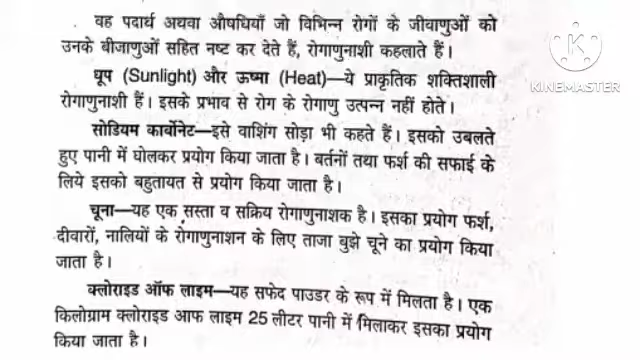 वह पदार्थ अथवा औषधियाँ जो विभिन्न रोगों के जीवाणुओं को
उनके बीजाणुओं सहित नष्ट कर देते हैं, रोगाणुनाशी कहलाते हैं।
धूप (Sunlight) और ऊष्मा (Heat)—ये प्राकृतिक शक्तिशाली
रोगाणुनाशी हैं। इसके प्रभाव से रोग के रोगाणु उत्पन्न नहीं होते।
सोडियम कार्बोनेट—इसे वाशिंग सोड़ा भी कहते हैं। इसको उबलते
हुए पानी में घोलकर प्रयोग किया जाता है। बर्तनों तथा फर्श की सफाई के
लिये इसको बहुतायत से प्रयोग किया जाता है।
चूना—यह एक सस्ता व सक्रिय रोगाणुनाशक है। इसका प्रयोग फर्श,
दीवारों, नालियों के रोगाणुनाशन के लिए ताजा बुझे चूने का प्रयोग किया
जाता है।
क्लोराइड ऑफ लाइम—यह सफेद पाउडर के रूप में मिलता है। एक
किलोग्राम क्लोराइड आफ लाइम 25 लीटर पानी में मिलाकर इसका प्रयोग
किया जाता है।
K
KINEMASTER